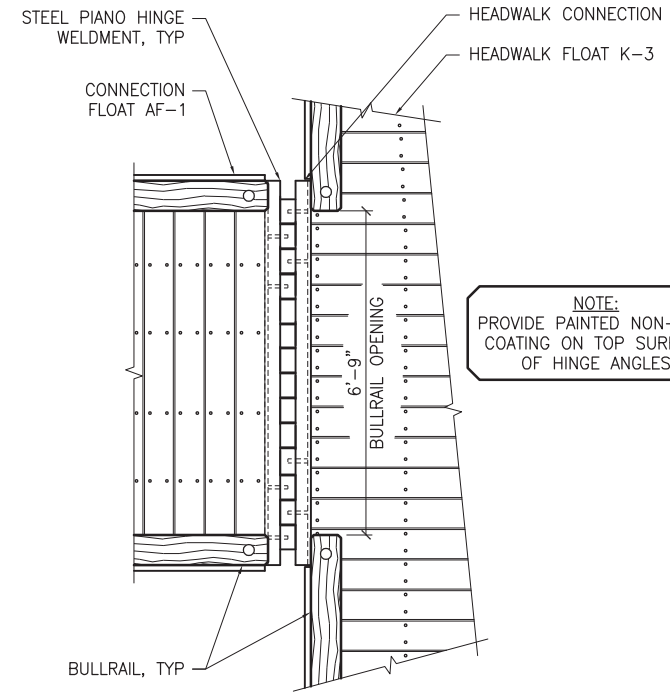 STEEL PIANO HINGE
WELDMENT, TYP
HEADWALK CONNECTION
HEADWALK FLOAT K-3
CONNECTION
FLOAT AF-1
6'-9"
BULLRAIL OPENING
NOTE:
PROVIDE PAINTED NON-
COATING ON TOP
OF HINGE ANGLES
BULLRAIL, TYP